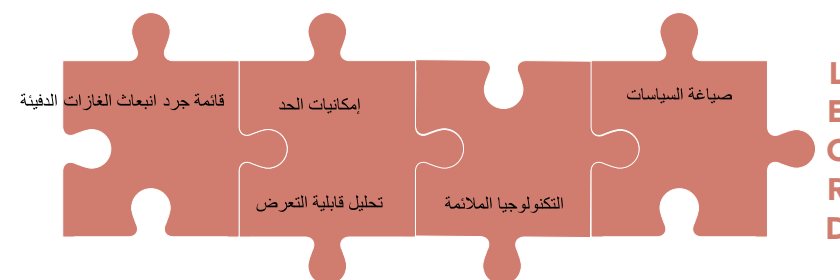 صياغة السياسات
إمكانيات الحد
قائمة جرد انبعاث الغازات الدفيئة
التكنولوجيا الملائمة
تحليل قابلية التعرض
L
E
C
R
D